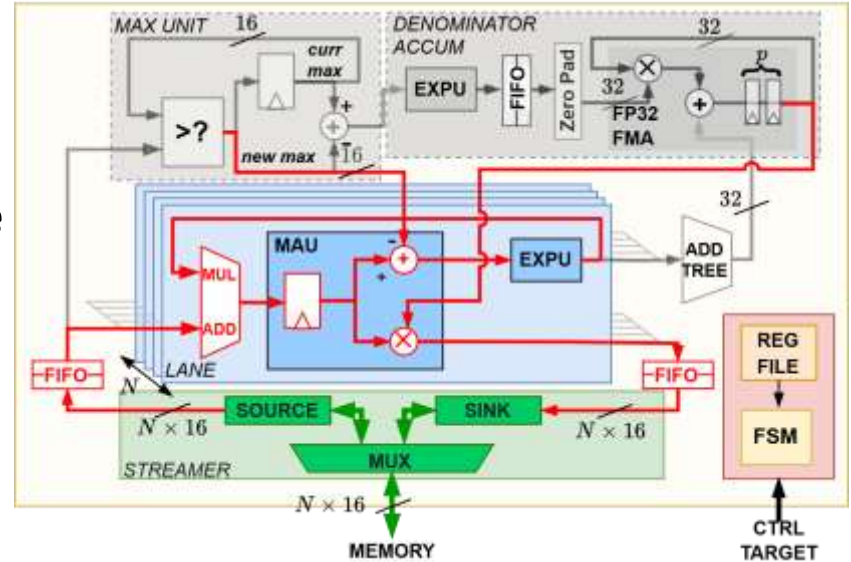 MAX UNIT
16
curr
max
>?
+
+
-
new max
16
DENOMINATOR
ACCUM
32
EXPU
FIFO
Zero Pad
32
×
FP32
FMA
+
p
32
e
MAU
-
+
+
EXPU
MUL
ADD
×
ADD
TREE
LANE
FIFO
N
FIFO
REG
FILE
FSM
N × 16
SOURCE
SINK
N × 16
MUX
STREAMER
N × 16
MEMORY
CTRL
TARGET